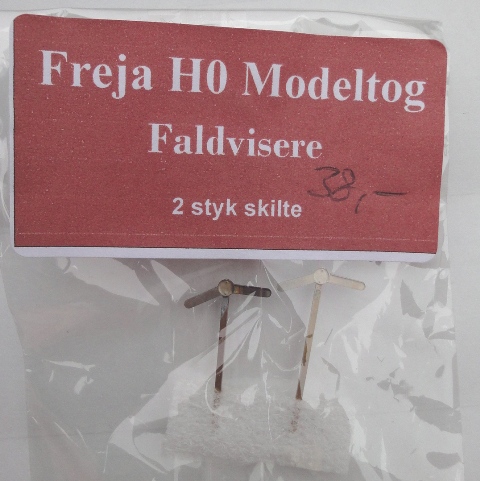 Freja H0 Modeltog
Faldvisere
38,-
2 styk skilte